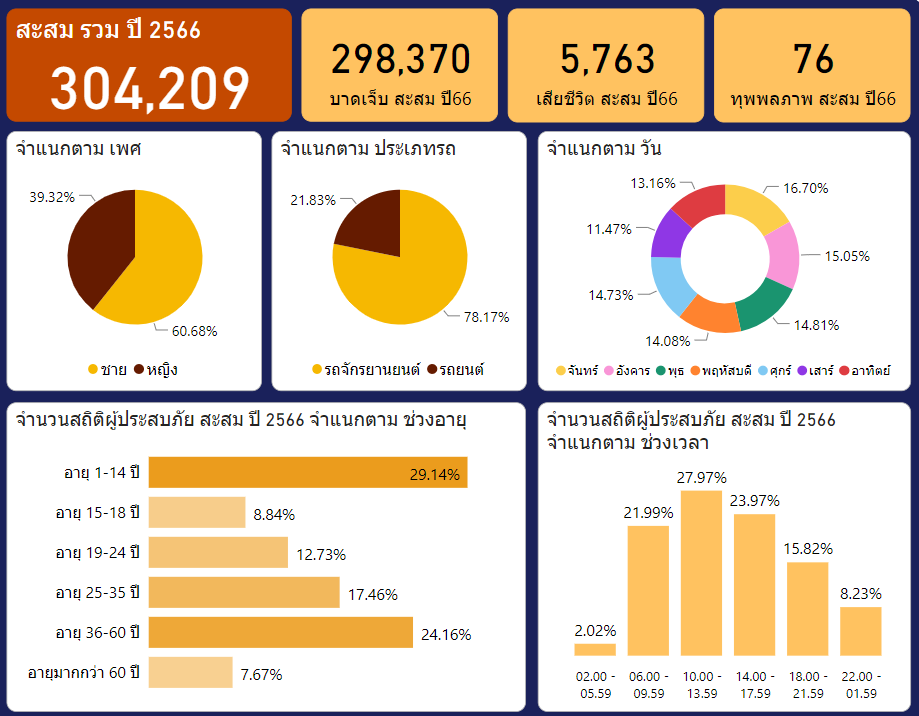 สะสม รวม ปี 2566
304,209
298,370
บาดเจ็บ สะสม ปี66
5,763
เสียชีวิต สะสม ปี66
76
ทุพพลภาพ สะสม ปี66
จำแนกตาม เพศ
39.32%
60.68%
ชาย หญิง
จำแนกตาม ประเภทรถ
21.83%
78.17%
รถจักรยานยนต์ รถยนต์
จำแนกตาม วัน
13.16%
16.70%
11.47%
15.05%
14.73%
14.81%
14.08%
จันทร์ อังคาร พุธ พฤหัสบดี ศุกร์ เสาร์ อาทิตย์
จำนวนสถิติผู้ประสบภัย สะสม ปี 2566 จำแนกตาม ช่วงอายุ
อายุ 1-14 ปี 29.14%
อายุ 15-18 ปี 8.84%
อายุ 19-24 ปี 12.73%
อายุ 25-35 ปี 17.46%
อายุ 36-60 ปี 24.16%
อายุมากกว่า 60 ปี 7.67%
จำนวนสถิติผู้ประสบภัย สะสม ปี 2566
จำแนกตาม ช่วงเวลา
27.97%
23.97%
21.99%
15.82%
8.23%
2.02%
02.00 - 06.00 - 10.00 - 14.00 - 18.00 - 22.00 -
05.59 09.59 13.59 17.59 21.59 01.59